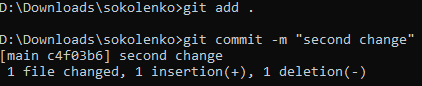 D:\Downloads\sokolenko>git add .
D:\Downloads\sokolenko>git commit -m "second change"
[main c4f03b6] second change
1 file changed, 1 insertion(+), 1 deletion(-)